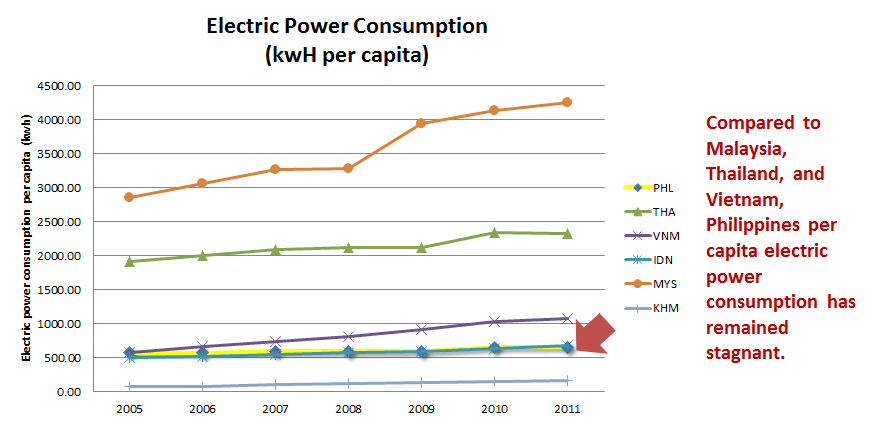 Electric Power Consumption
(kwH per capita)
Electric power consumption per capita (kwh)
4500.00
4000.00
3500.00
3000.00
2500.00
2000.00
1500.00
1000.00
500.00
0.00
2005
2006
2007
2008
2009
2010
2011
PHL
THA
VNM
IDN
MYS
KHM
Compared to
Malaysia,
Thailand, and
Vietnam,
Philippines per
capita electric
power
consumption has
remained
stagnant.